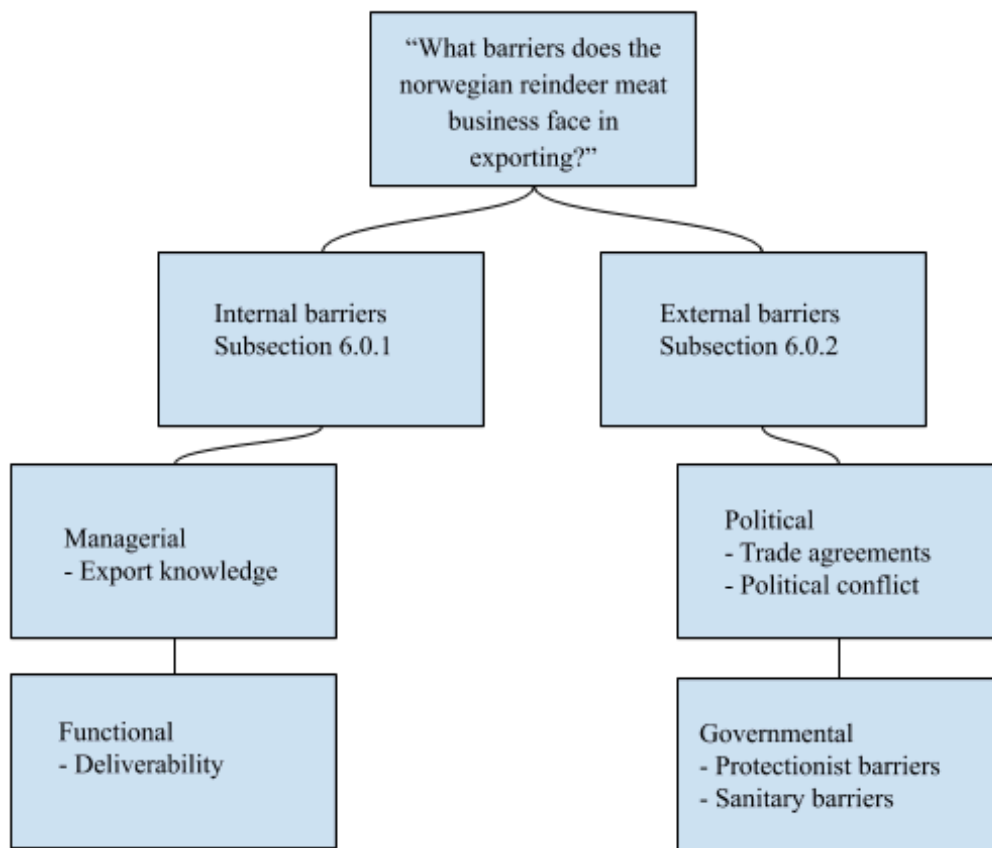 “What barriers does the
norwegian reindeer meat
business face in
exporting?”
Internal barriers
Subsection 6.0.1
External barriers
Subsection 6.0.2
Managerial
- Export knowledge
Political
- Trade agreements
- Political conflict
Functional
- Deliverability
Governmental
- Protectionist barriers
- Sanitary barriers